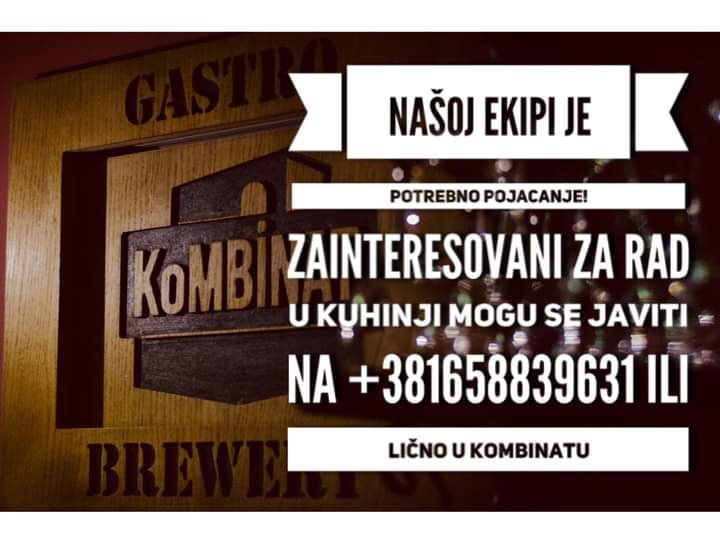 GASTRO
KoMBiNAT
BREWERY
NAŠOJ EKIPI JE
POTREBNO POJACANJE!
ZAINTERESOVANI ZA RAD
U KUHINJI MOGU SE JAVITI
NA +381658839631 ILI
LIČNO U KOMBINATU